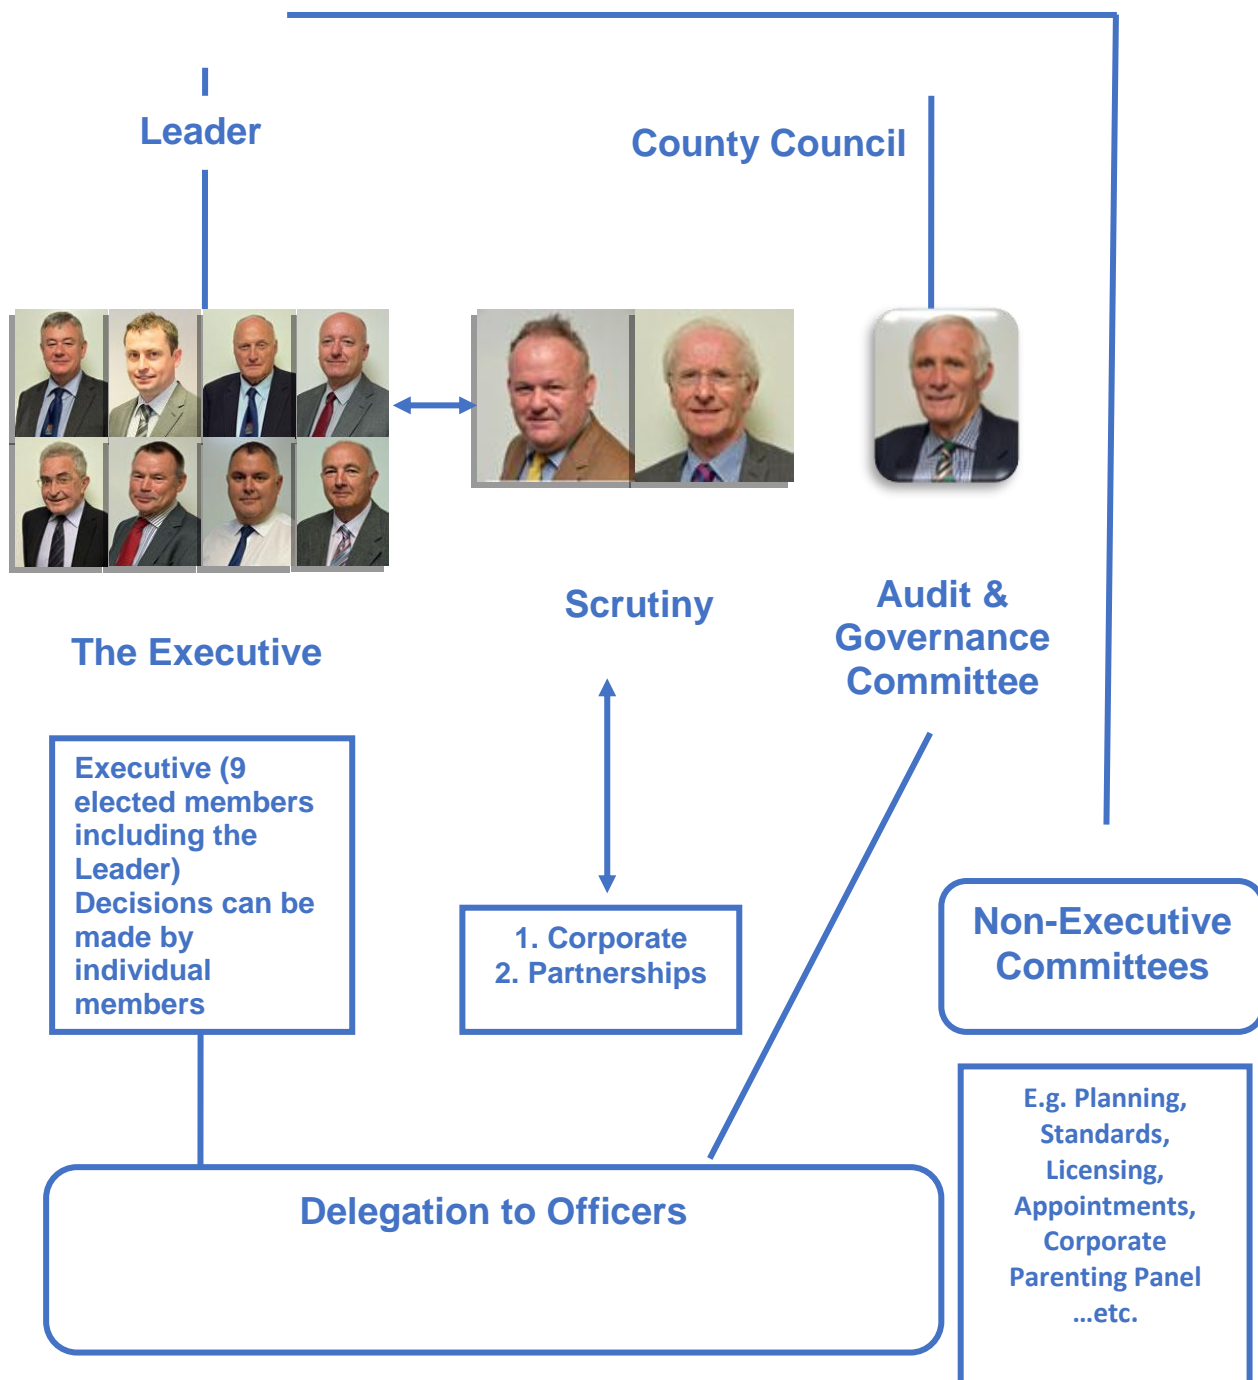 Leader
County Council
Scrutiny
Audit &
Governance
Committee
The Executive
Executive (9
elected members
including the
Leader)
Decisions can be
made by
individual
members
1. Corporate
2. Partnerships
Non-Executive
Committees
E.g. Planning,
Standards,
Licensing,
Appointments,
Corporate
Parenting Panel
...etc.
Delegation to Officers